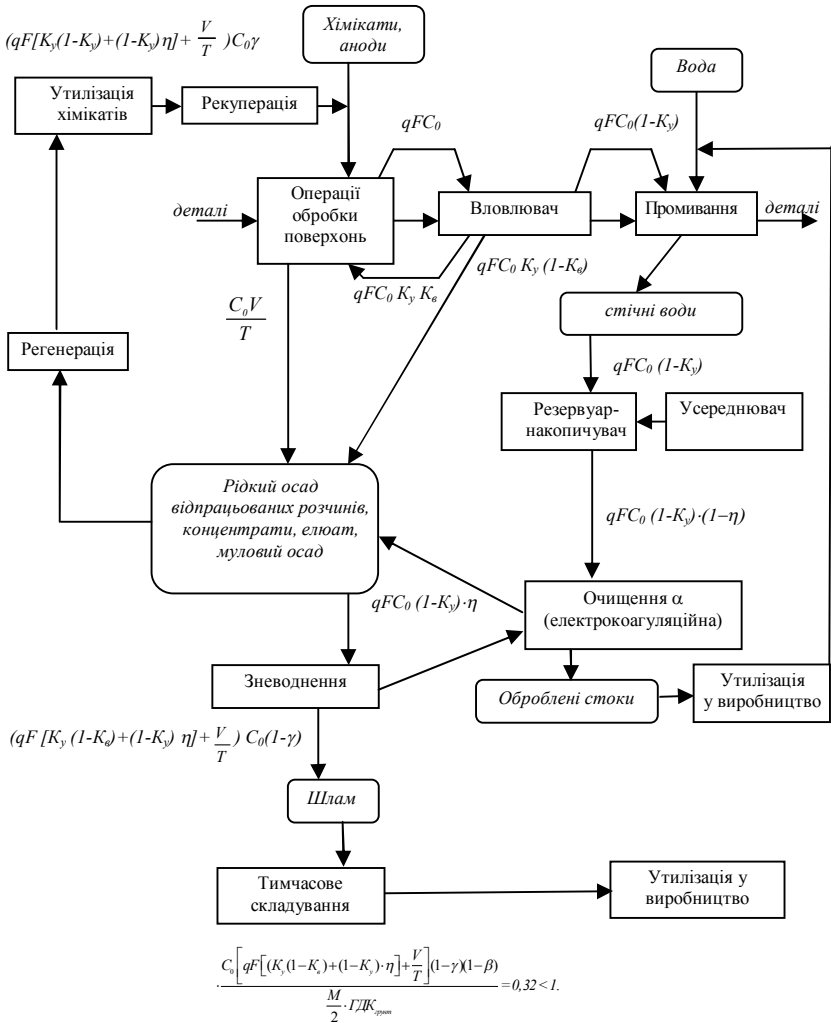 (qF[Kу(1-Kу)+(1-Kу)η]+ V/T )C₀γ
Хімікати,
аноди
Вода
Утилізація
хімікатів
Рекуперація
qFC₀
qFC₀(1-Kу)
деталі
Операції
обробки
поверхонь
Вловлювач
Промивання
деталі
qFC₀ Kу Kв
qFC₀ Kу (1-Kв)
C₀V/T
стічні води
Регенерація
qFC₀ (1-Kу)
Резервуар-
накопичувач
Усереднювач
Рідкий осад
відпрацьованих розчинів,
концентрати, елюат,
муловий осад
qFC₀ (1-Kу)·(1−η)
qFC₀ (1-Kу)·η
Очищення α
(електрокоагуляційна)
Зневоднення
Оброблені стоки
Утилізація
у виробництво
(qF [Kу (1-Kв)+(1-Kу) η]+ V/T ) C₀(1-γ)
Шлам
Тимчасове
складування
Утилізація у
виробництво
· C₀[qF[(Kу(1−Kв)+(1−Kу)·η]+ V/T](1−γ)(1−β) / (M/2 · ГДКґрунт) = 0,32 < 1.